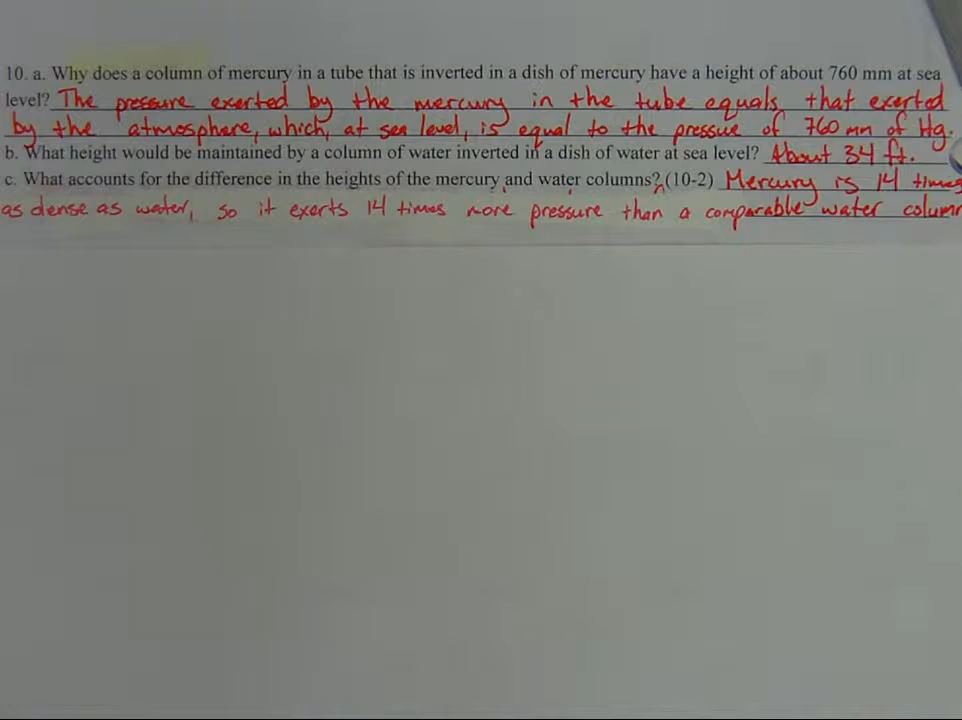 10. a. Why does a column of mercury in a tube that is inverted in a dish of mercury have a height of about 760 mm at sea
level? The pressure exerted by the mercury in the tube equals that exerted
by the atmosphere, which, at sea level, is equal to the pressue of 760 mm of Hg.
b. What height would be maintained by a column of water inverted in a dish of water at sea level? About 34 ft.
c. What accounts for the difference in the heights of the mercury and water columns? (10-2) Mercury is 14 times
as dense as water, so it exerts 14 times more pressure than a comparable water column